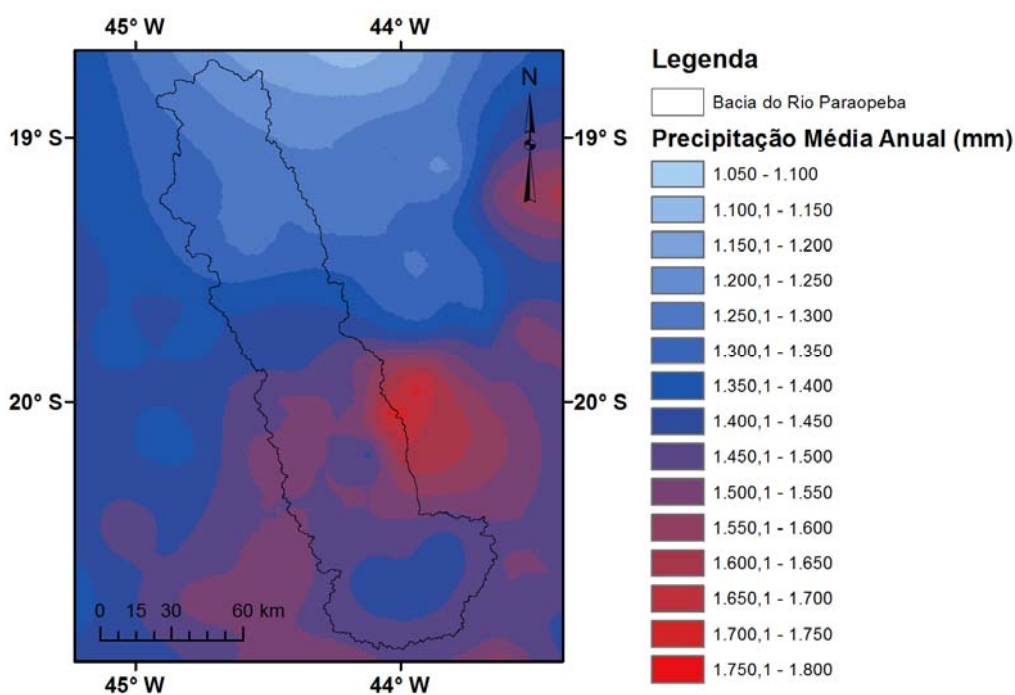 45° W 44° W
N
19° S 19° S
20° S 20° S
0 15 30 60 km
45° W 44° W
Legenda
Bacia do Rio Paraopeba
Precipitação Média Anual (mm)
1.050 - 1.100
1.100,1 - 1.150
1.150,1 - 1.200
1.200,1 - 1.250
1.250,1 - 1.300
1.300,1 - 1.350
1.350,1 - 1.400
1.400,1 - 1.450
1.450,1 - 1.500
1.500,1 - 1.550
1.550,1 - 1.600
1.600,1 - 1.650
1.650,1 - 1.700
1.700,1 - 1.750
1.750,1 - 1.800